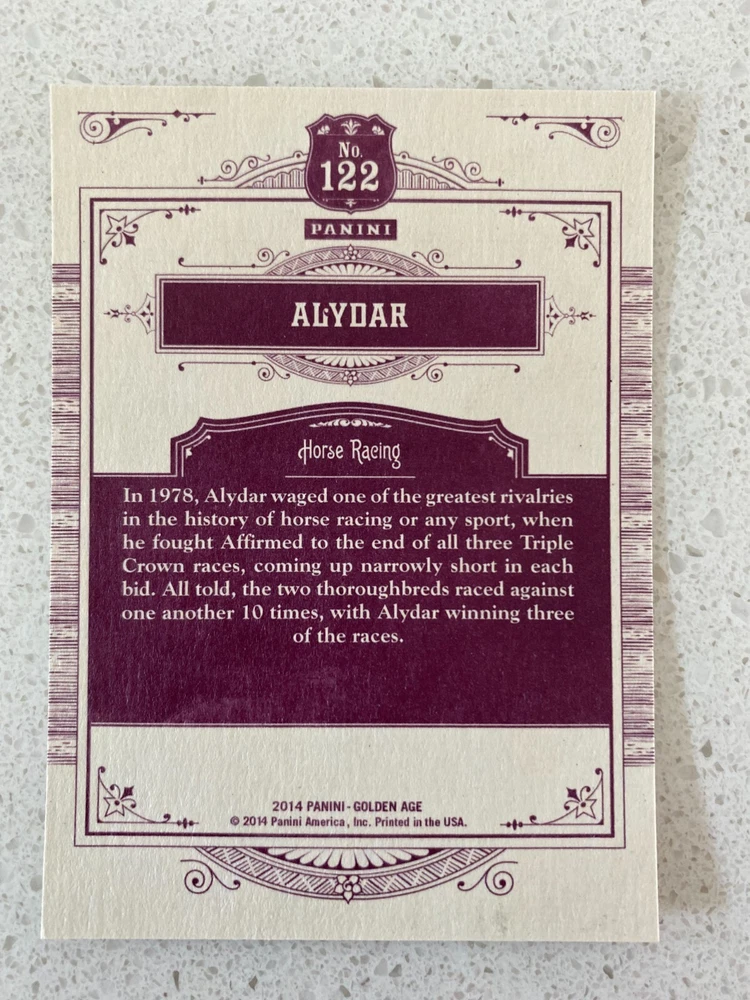 No.
122
PANINI
ALYDAR
Horse Racing
In 1978, Alydar waged one of the greatest rivalries
in the history of horse racing or any sport, when
he fought Affirmed to the end of all three Triple
Crown races, coming up narrowly short in each
bid. All told, the two thoroughbreds raced against
one another 10 times, with Alydar winning three
of the races.
2014 PANINI - GOLDEN AGE
© 2014 Panini America, Inc. Printed in the USA.